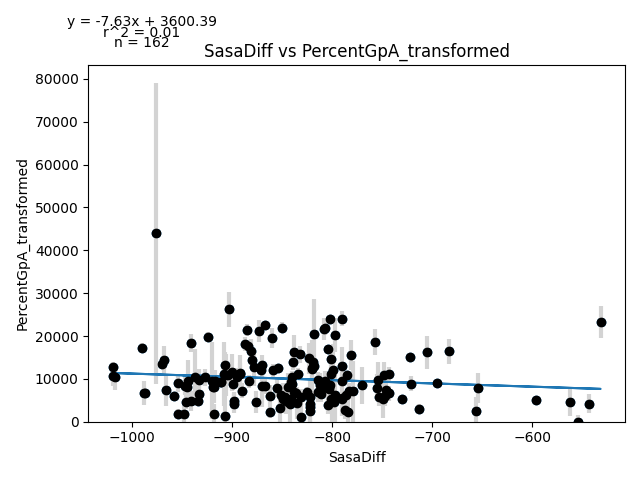 y = -7.63x + 3600.39
r^2 = 0.01
n = 162
SasaDiff vs PercentGpA_transformed
80000
70000
60000
50000
40000
30000
20000
10000
0
PercentGpA_transformed
−1000
−900
−800
−700
−600
SasaDiff